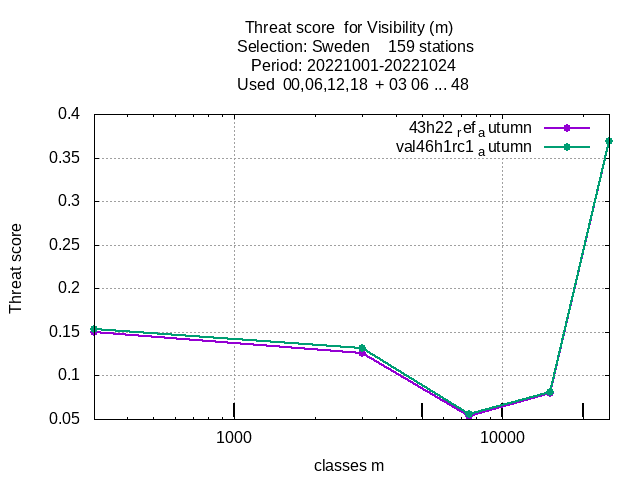 Threat score for Visibility (m)
Selection: Sweden 159 stations
Period: 20221001-20221024
Used 00,06,12,18 + 03 06 ... 48
43h22refautumn
val46h1rc1autumn
0.4
0.35
0.3
0.25
0.2
0.15
0.1
0.05
Threat score
1000 10000
classes m